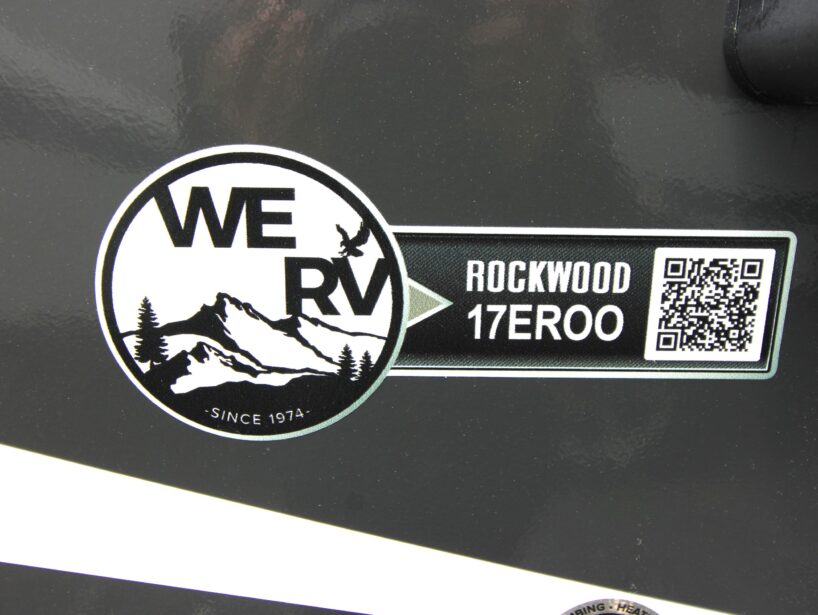 WE
RV
-SINCE 1974-
ROCKWOOD
17EROO